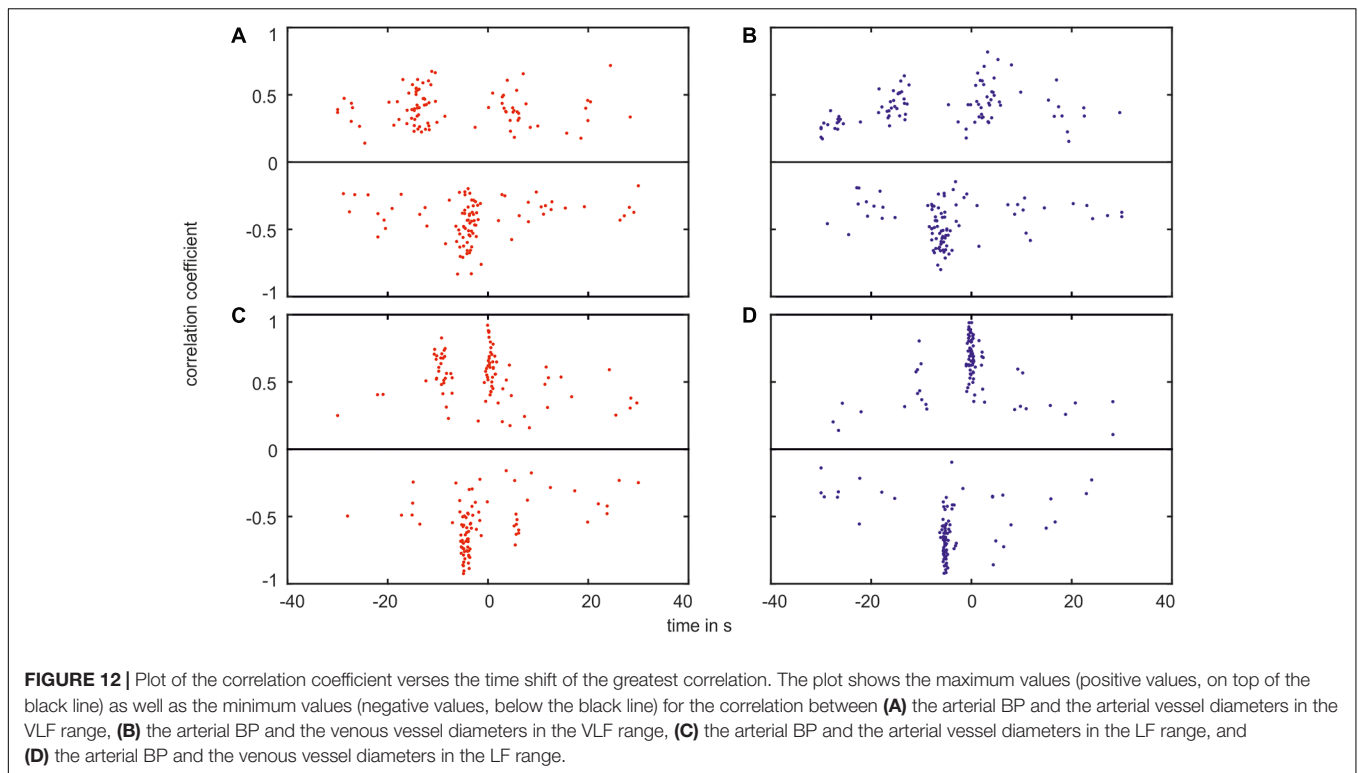 A
B
1
0.5
0
-0.5
-1
C
D
1
0.5
0
-0.5
-1
correlation coefficient
-40 -20 0 20 40
-40 -20 0 20 40
time in s
FIGURE 12 | Plot of the correlation coefficient verses the time shift of the greatest correlation. The plot shows the maximum values (positive values, on top of the
black line) as well as the minimum values (negative values, below the black line) for the correlation between (A) the arterial BP and the arterial vessel diameters in the
VLF range, (B) the arterial BP and the venous vessel diameters in the VLF range, (C) the arterial BP and the arterial vessel diameters in the LF range, and
(D) the arterial BP and the venous vessel diameters in the LF range.